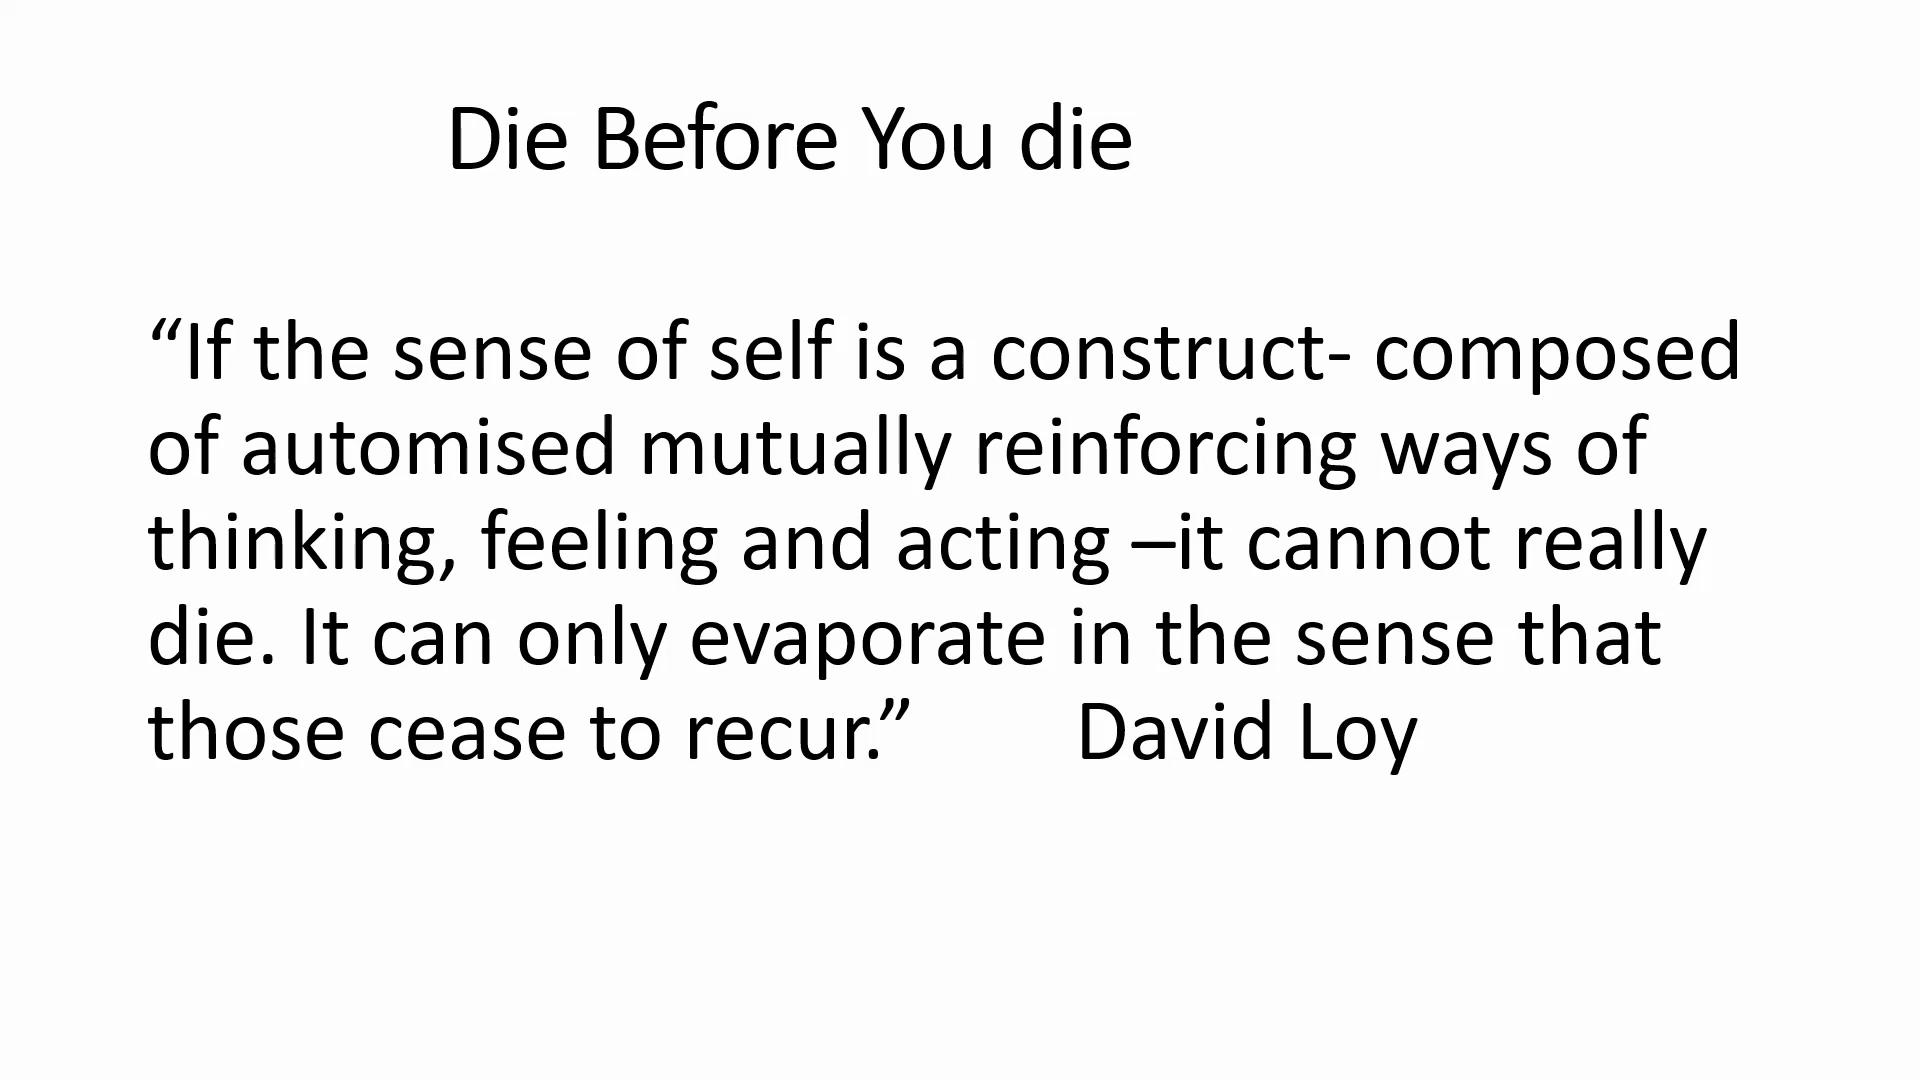 Die Before You die
“If the sense of self is a construct- composed
of automised mutually reinforcing ways of
thinking, feeling and acting –it cannot really
die. It can only evaporate in the sense that
those cease to recur.” David Loy